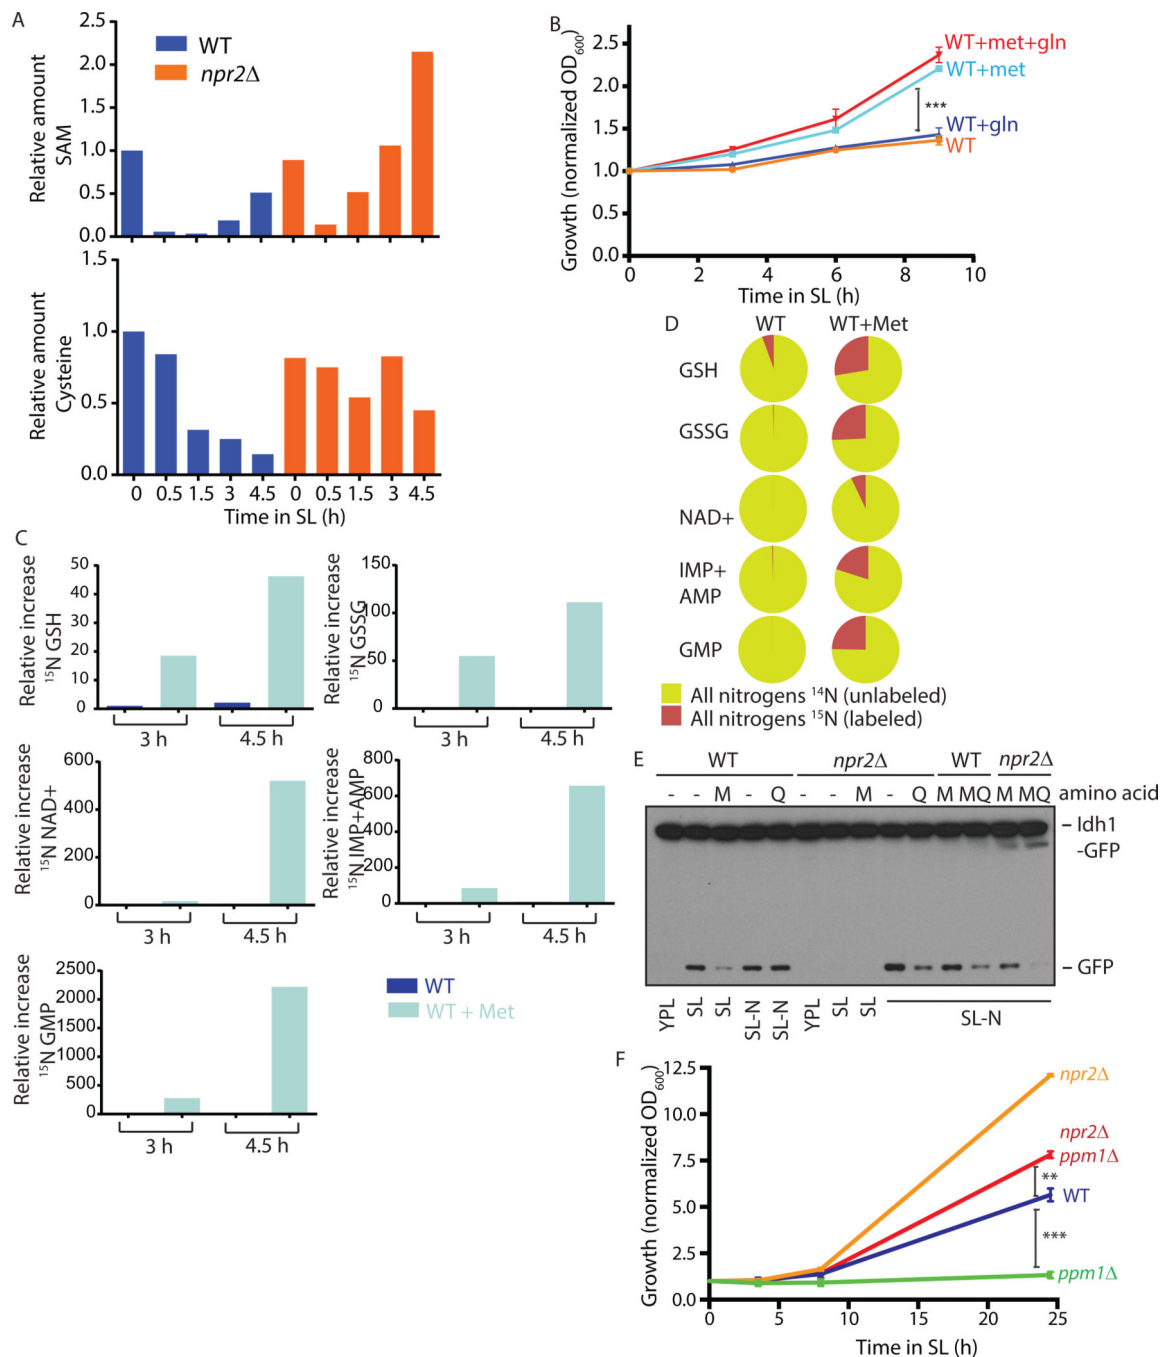 A
2.5
2.0
1.5
1.0
0.5
0.0
Relative amount
SAM
WT
npr2Δ
1.5
1.0
0.5
0.0
Relative amount
Cysteine
0 0.5 1.5 3 4.5 0 0.5 1.5 3 4.5
Time in SL (h)
B
2.5
2.0
1.5
1.0
0.5
0.0
Growth (normalized OD600)
WT+met+gln
WT+met
***
WT+gln
WT
0 2 4 6 8 10
Time in SL (h)
C
50
40
30
20
10
0
Relative increase
15N GSH
3 h 4.5 h
150
100
50
0
Relative increase
15N GSSG
3 h 4.5 h
600
400
200
0
Relative increase
15N NAD+
3 h 4.5 h
800
600
400
200
0
Relative increase
15N IMP+AMP
3 h 4.5 h
2500
2000
1500
1000
500
0
Relative increase
15N GMP
3 h 4.5 h
WT
WT + Met
D
WT WT+Met
GSH
GSSG
NAD+
IMP+
AMP
GMP
All nitrogens 14N (unlabeled)
All nitrogens 15N (labeled)
E
WT npr2Δ WT npr2Δ
- - M - Q - - M - Q M MQ M MQ amino acid
– Idh1
-GFP
– GFP
YPL SL SL SL-N SL-N YPL SL SL SL-N
F
12.5
10.0
7.5
5.0
2.5
0.0
Growth (normalized OD600)
npr2Δ
npr2Δ
ppm1Δ
**
WT
***
ppm1Δ
0 5 10 15 20 25
Time in SL (h)